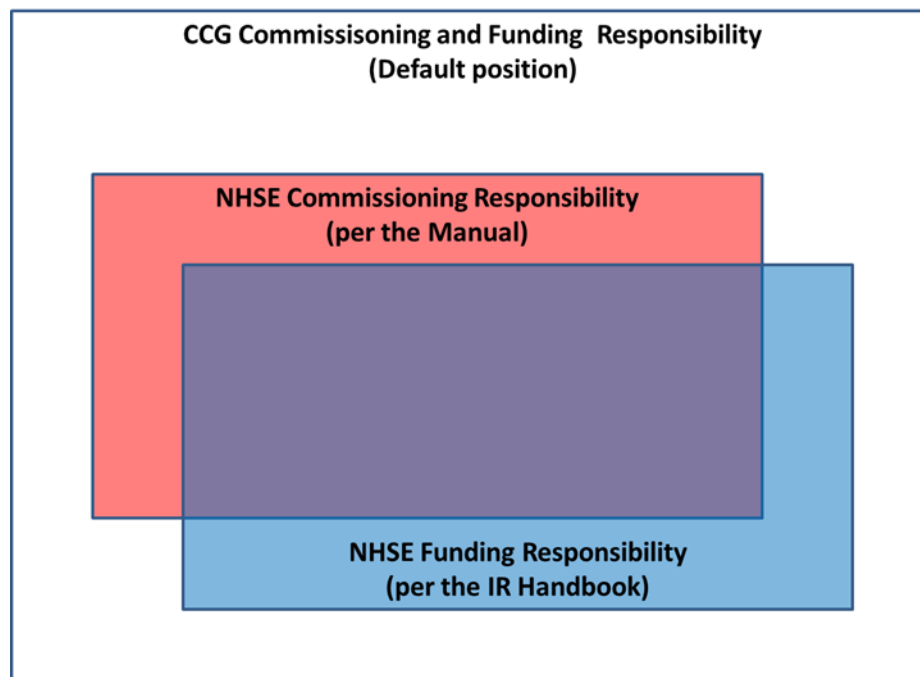 CCG Commissisoning and Funding Responsibility
(Default position)
NHSE Commissioning Responsibility
(per the Manual)
NHSE Funding Responsibility
(per the IR Handbook)